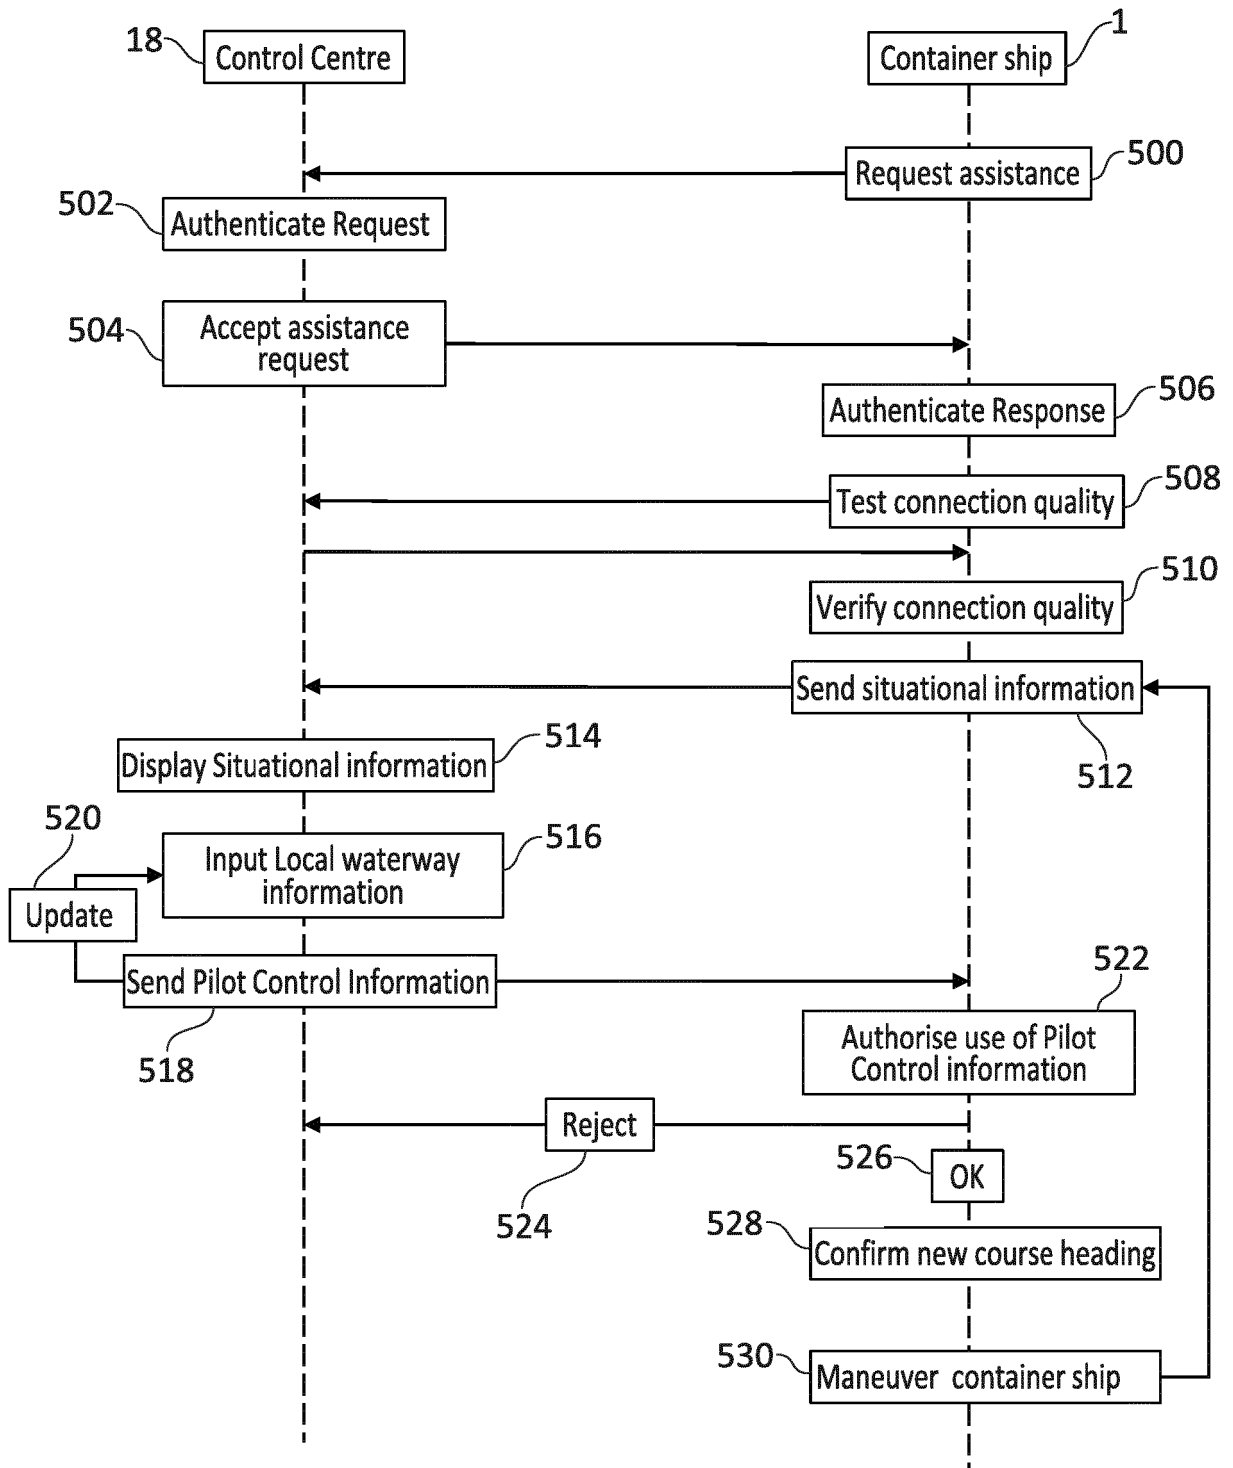 18
Control Centre
1
Container ship
500
Request assistance
502
Authenticate Request
504
Accept assistance
request
506
Authenticate Response
508
Test connection quality
510
Verify connection quality
Send situational information
512
514
Display Situational information
520
Update
516
Input Local waterway
information
Send Pilot Control Information
518
522
Authorise use of Pilot
Control information
Reject
524
526
OK
528
Confirm new course heading
530
Maneuver container ship